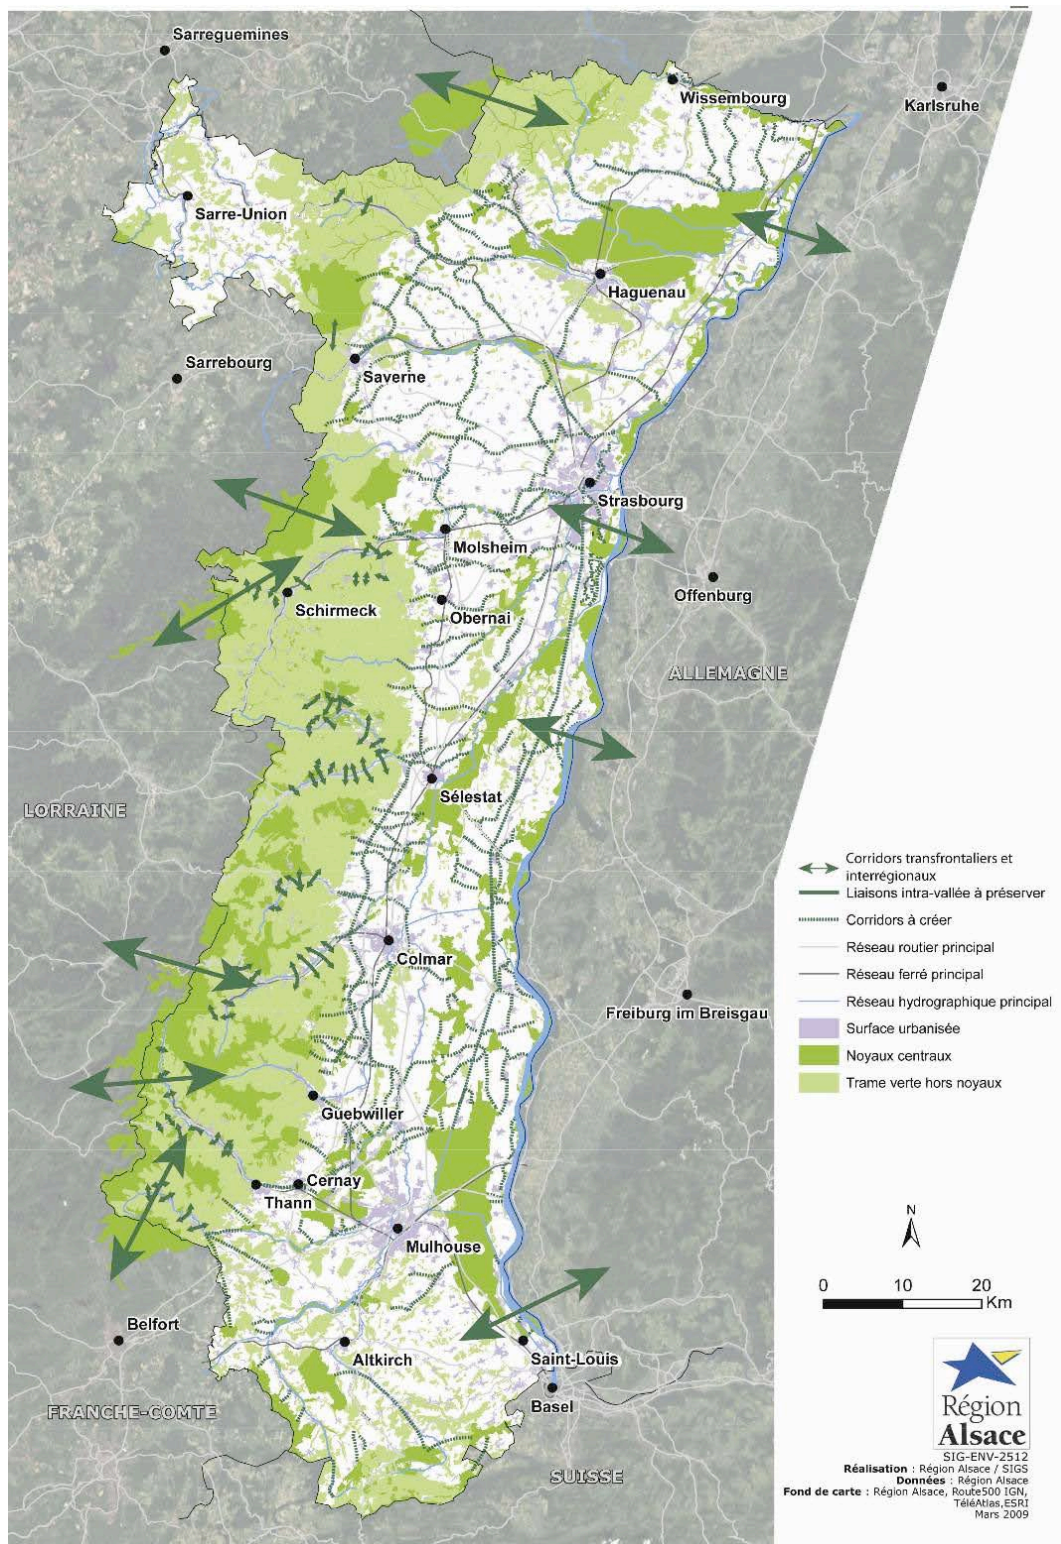 Sarreguemines
Wissembourg
Karlsruhe
Sarre-Union
Haguenau
Sarrebourg
Saverne
Strasbourg
Molsheim
Offenburg
Schirmeck
Obernai
ALLEMAGNE
Sélestat
LORRAINE
Corridors transfrontaliers et
interrégionaux
Liaisons intra-vallée à préserver
Corridors à créer
Réseau routier principal
Réseau ferré principal
Réseau hydrographique principal
Surface urbanisée
Noyaux centraux
Trame verte hors noyaux
Colmar
Freiburg im Breisgau
Guebwiller
Cernay
Thann
Mulhouse
N
0 10 20
Km
Belfort
Altkirch
Saint-Louis
Basel
FRANCHE-COMTE
SUISSE
Région
Alsace
SIG-ENV-2512
Réalisation : Région Alsace / SIGS
Données : Région Alsace
Fond de carte : Région Alsace, Route500 IGN,
TéléAtlas,ESRI
Mars 2009